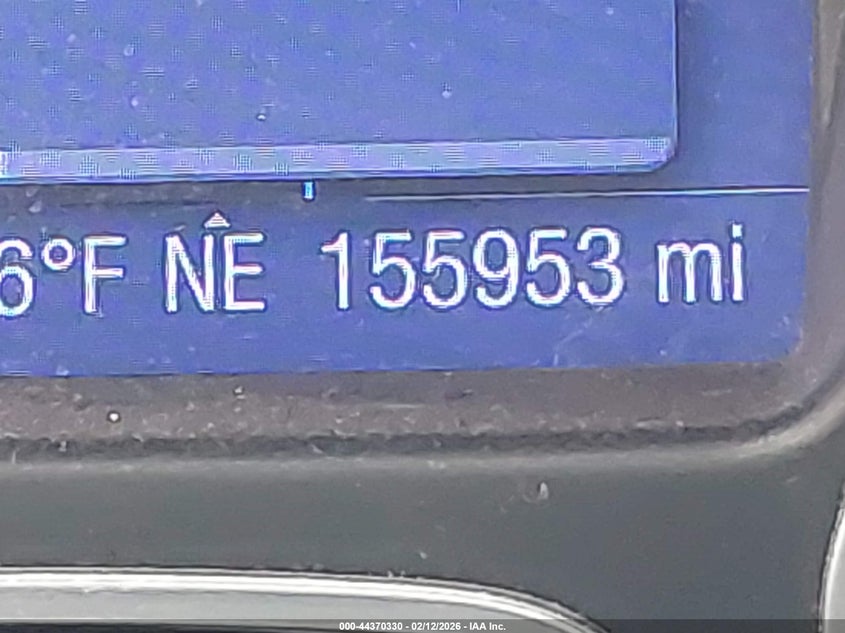 6°F NE 155953 mi
000-44370330 - 02/12/2026 - IAA Inc.